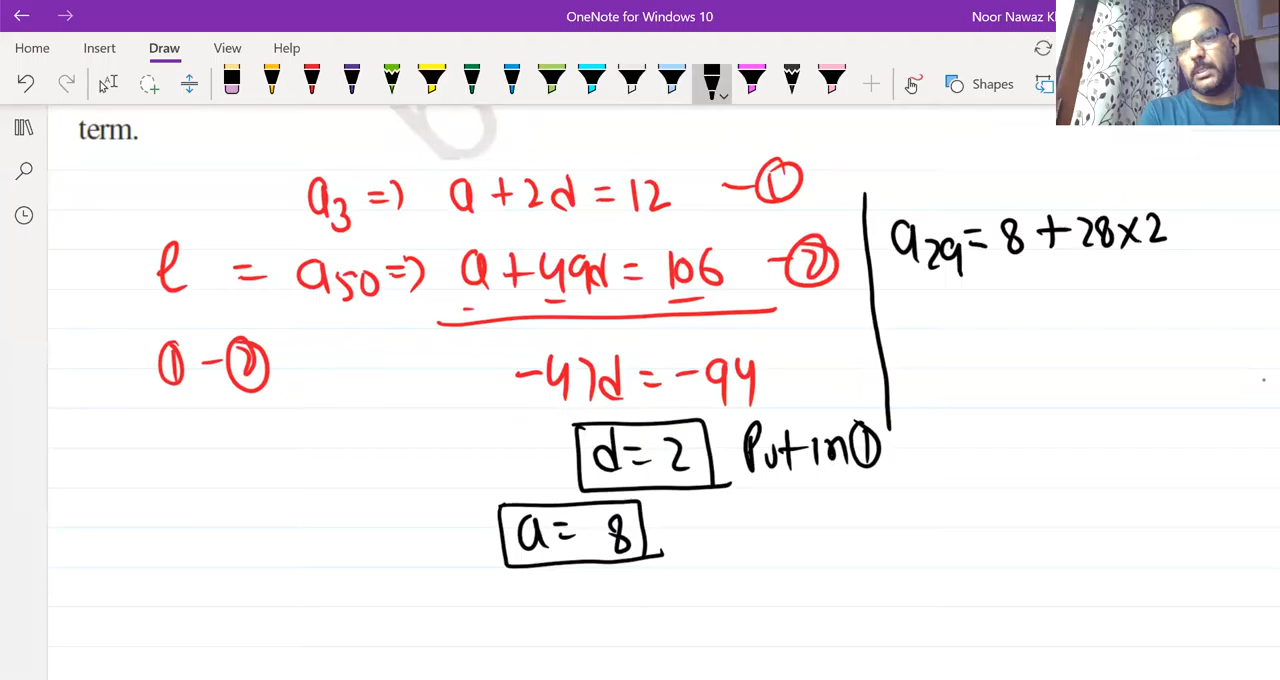 OneNote for Windows 10
Noor Nawaz Kh
Home Insert Draw View Help
Shapes
term.
a₃ => a + 2d = 12 — ①
l = a₅₀ => a + 49d = 106 — ②
① - ②
-47d = -94
d = 2 Put in ①
a = 8
a₂₉ = 8 + 28 × 2